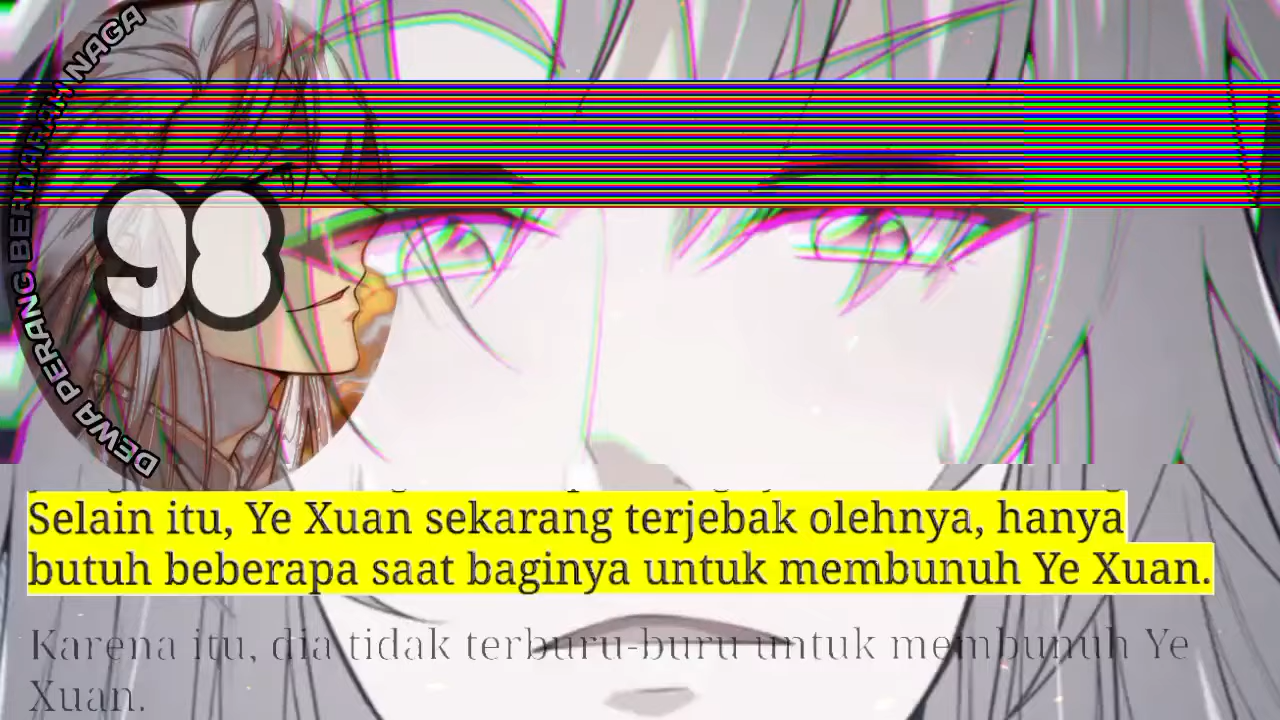 DEWA PERANG BERDARAH NAGA
98
Selain itu, Ye Xuan sekarang terjebak olehnya, hanya
butuh beberapa saat baginya untuk membunuh Ye Xuan.
Karena itu, dia tidak terburu-buru untuk membunuh Ye
Xuan.